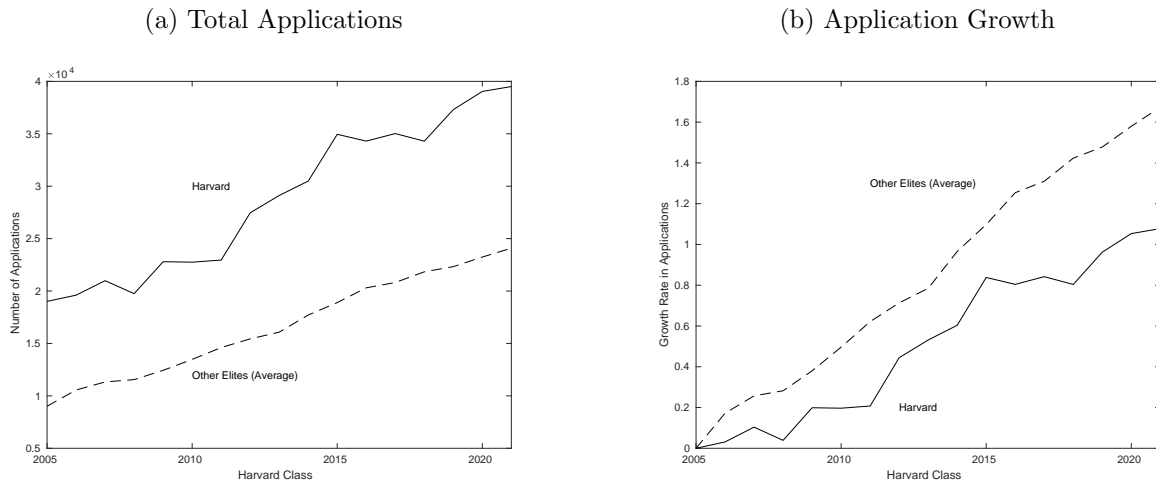 (a) Total Applications
×10⁴
4
3.5
3
2.5
2
1.5
1
0.5
2005 2010 2015 2020
Harvard Class
Number of Applications
Harvard
Other Elites (Average)
(b) Application Growth
1.8
1.6
1.4
1.2
1
0.8
0.6
0.4
0.2
0
2005 2010 2015 2020
Harvard Class
Growth Rate in Applications
Other Elites (Average)
Harvard